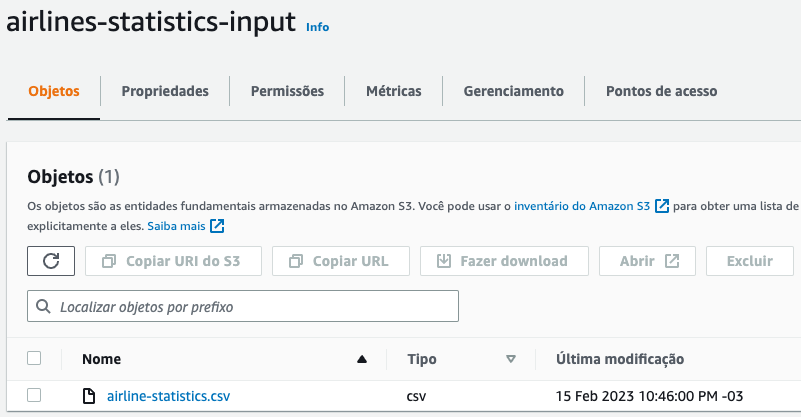 airlines-statistics-input Info
Objetos Propriedades Permissões Métricas Gerenciamento Pontos de acesso
Objetos (1)
Os objetos são as entidades fundamentais armazenadas no Amazon S3. Você pode usar o inventário do Amazon S3 para obter uma lista de
explicitamente a eles. Saiba mais
Copiar URI do S3 Copiar URL Fazer download Abrir Excluir
Localizar objetos por prefixo
Nome Tipo Última modificação
airline-statistics.csv csv 15 Feb 2023 10:46:00 PM -03